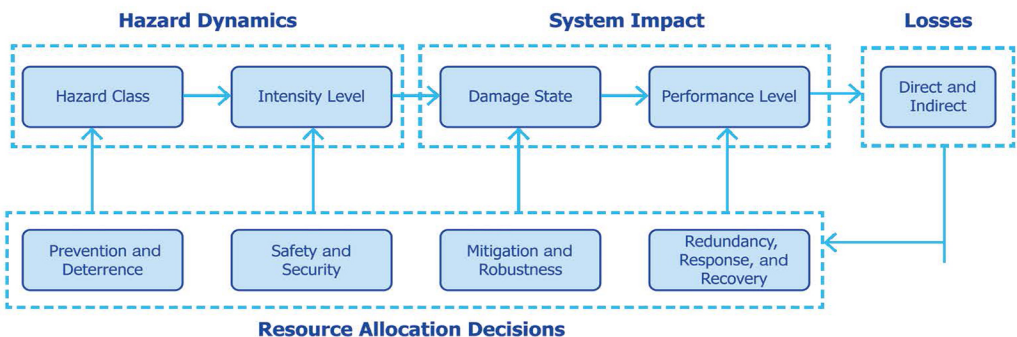 Hazard Dynamics
System Impact
Losses
Hazard Class
Intensity Level
Damage State
Performance Level
Direct and
Indirect
Prevention and
Deterrence
Safety and
Security
Mitigation and
Robustness
Redundancy,
Response, and
Recovery
Resource Allocation Decisions